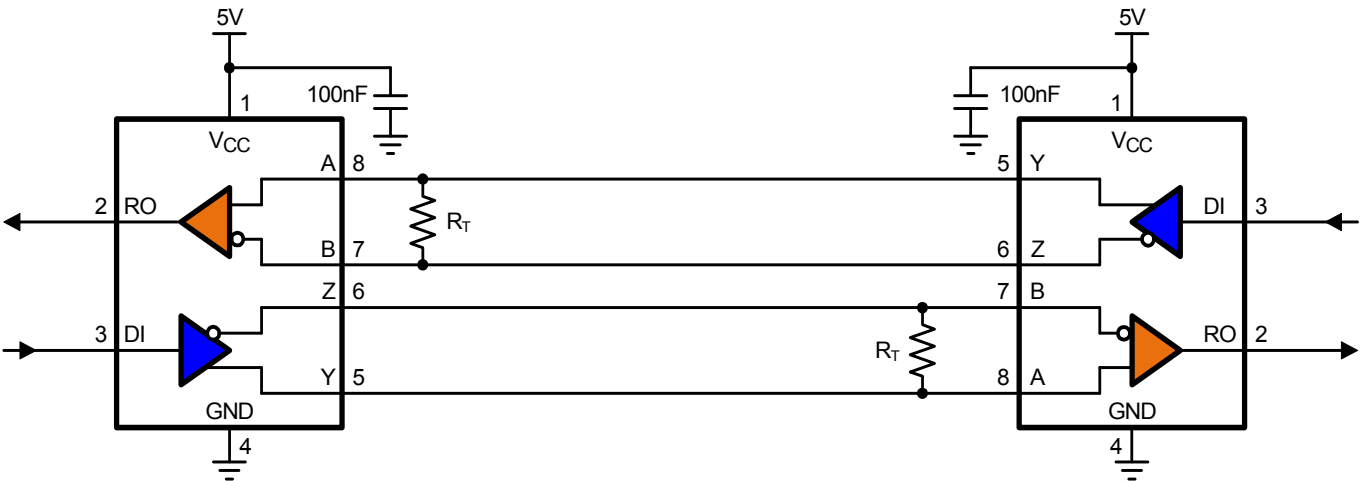 5V
5V
100nF
100nF
1
1
VCC
VCC
A 8
5 Y
2 RO
DI 3
RT
B 7
6 Z
Z 6
7 B
3 DI
RO 2
RT
Y 5
8 A
GND
GND
4
4